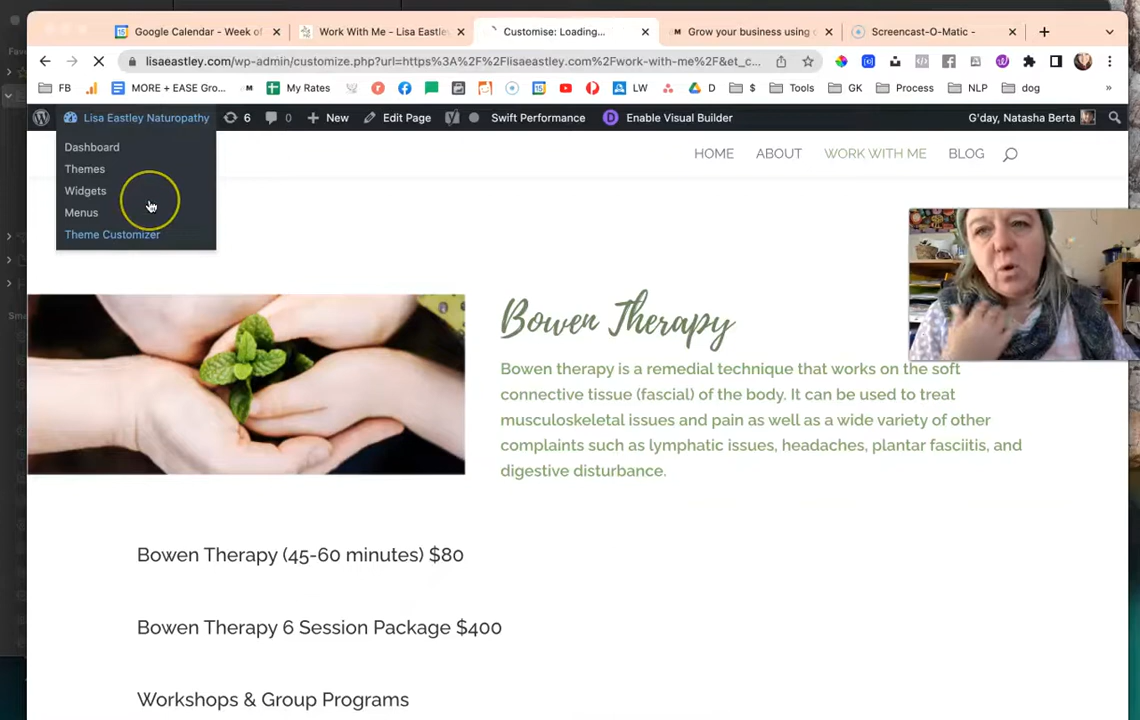 Google Calendar - Week of
Work With Me - Lisa Eastley
Customise: Loading...
Grow your business using
Screencast-O-Matic -
lisaeastley.com/wp-admin/customize.php?url=https%3A%2F%2Flisaeastley.com%2Fwork-with-me%2F&et_c...
FB
MORE + EASE Gro...
My Rates
LW
D
$
Tools
GK
Process
NLP
dog
»
Lisa Eastley Naturopathy
6
0
New
Edit Page
Swift Performance
Enable Visual Builder
G'day, Natasha Berta
Dashboard
Themes
Widgets
Menus
Theme Customizer
HOME
ABOUT
WORK WITH ME
BLOG
Bowen Therapy
Bowen therapy is a remedial technique that works on the soft
connective tissue (fascial) of the body. It can be used to treat
musculoskeletal issues and pain as well as a wide variety of other
complaints such as lymphatic issues, headaches, plantar fasciitis, and
digestive disturbance.
Bowen Therapy (45-60 minutes) $80
Bowen Therapy 6 Session Package $400
Workshops & Group Programs